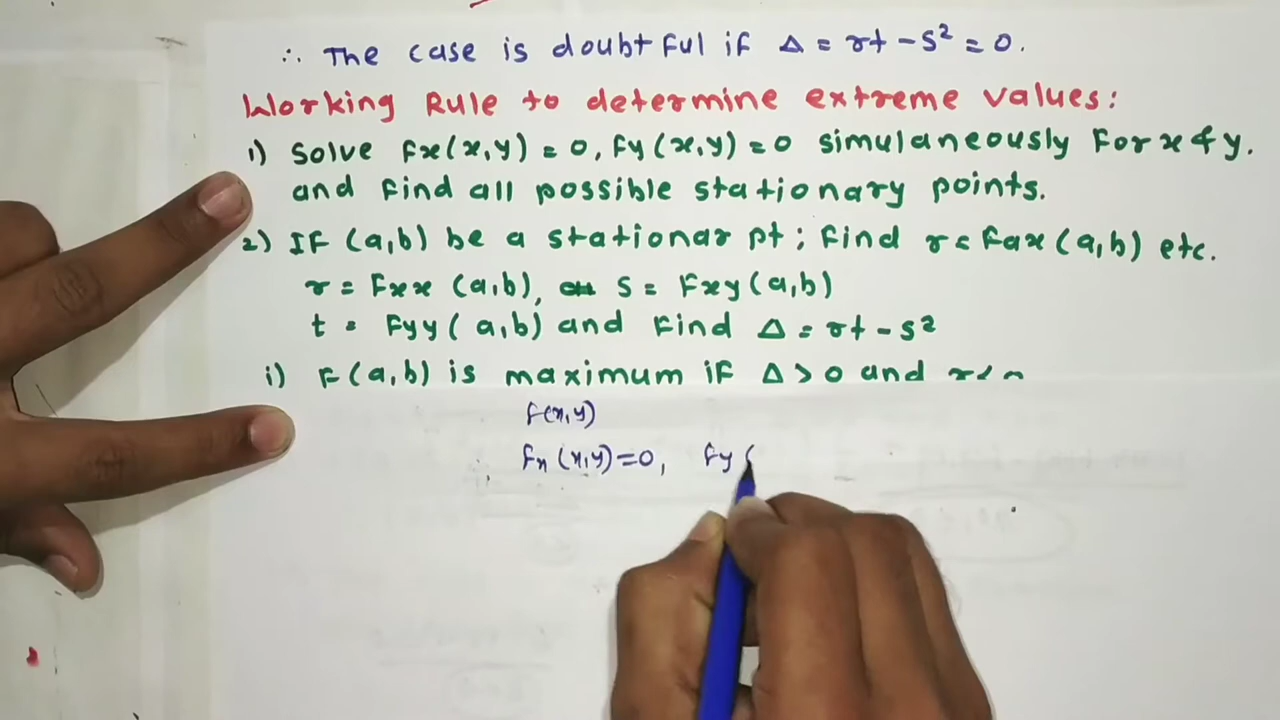 ∴ The case is doubtful if Δ = rt - s² = 0.
Working Rule to determine extreme values:
1) Solve fx(x,y) = 0, fy(x,y) = 0 simulaneously for x & y.
and find all possible stationary points.
2) If (a,b) be a stationar pt; find r = fax (a,b) etc.
r = Fxx (a,b), S = Fxy(a,b)
t = Fyy(a,b) and find Δ = rt - s²
i) F(a,b) is maximum if Δ > 0 and r <
f(x,y)
fx (x,y) = 0, fy (